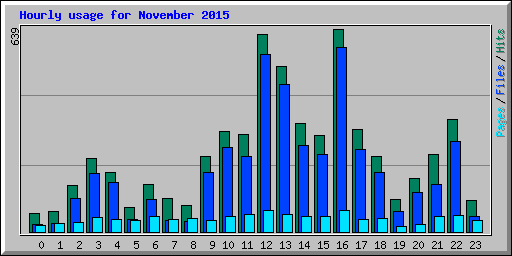 Hourly usage for November 2015
639
Pages / Files / Hits
0 1 2 3 4 5 6 7 8 9 10 11 12 13 14 15 16 17 18 19 20 21 22 23